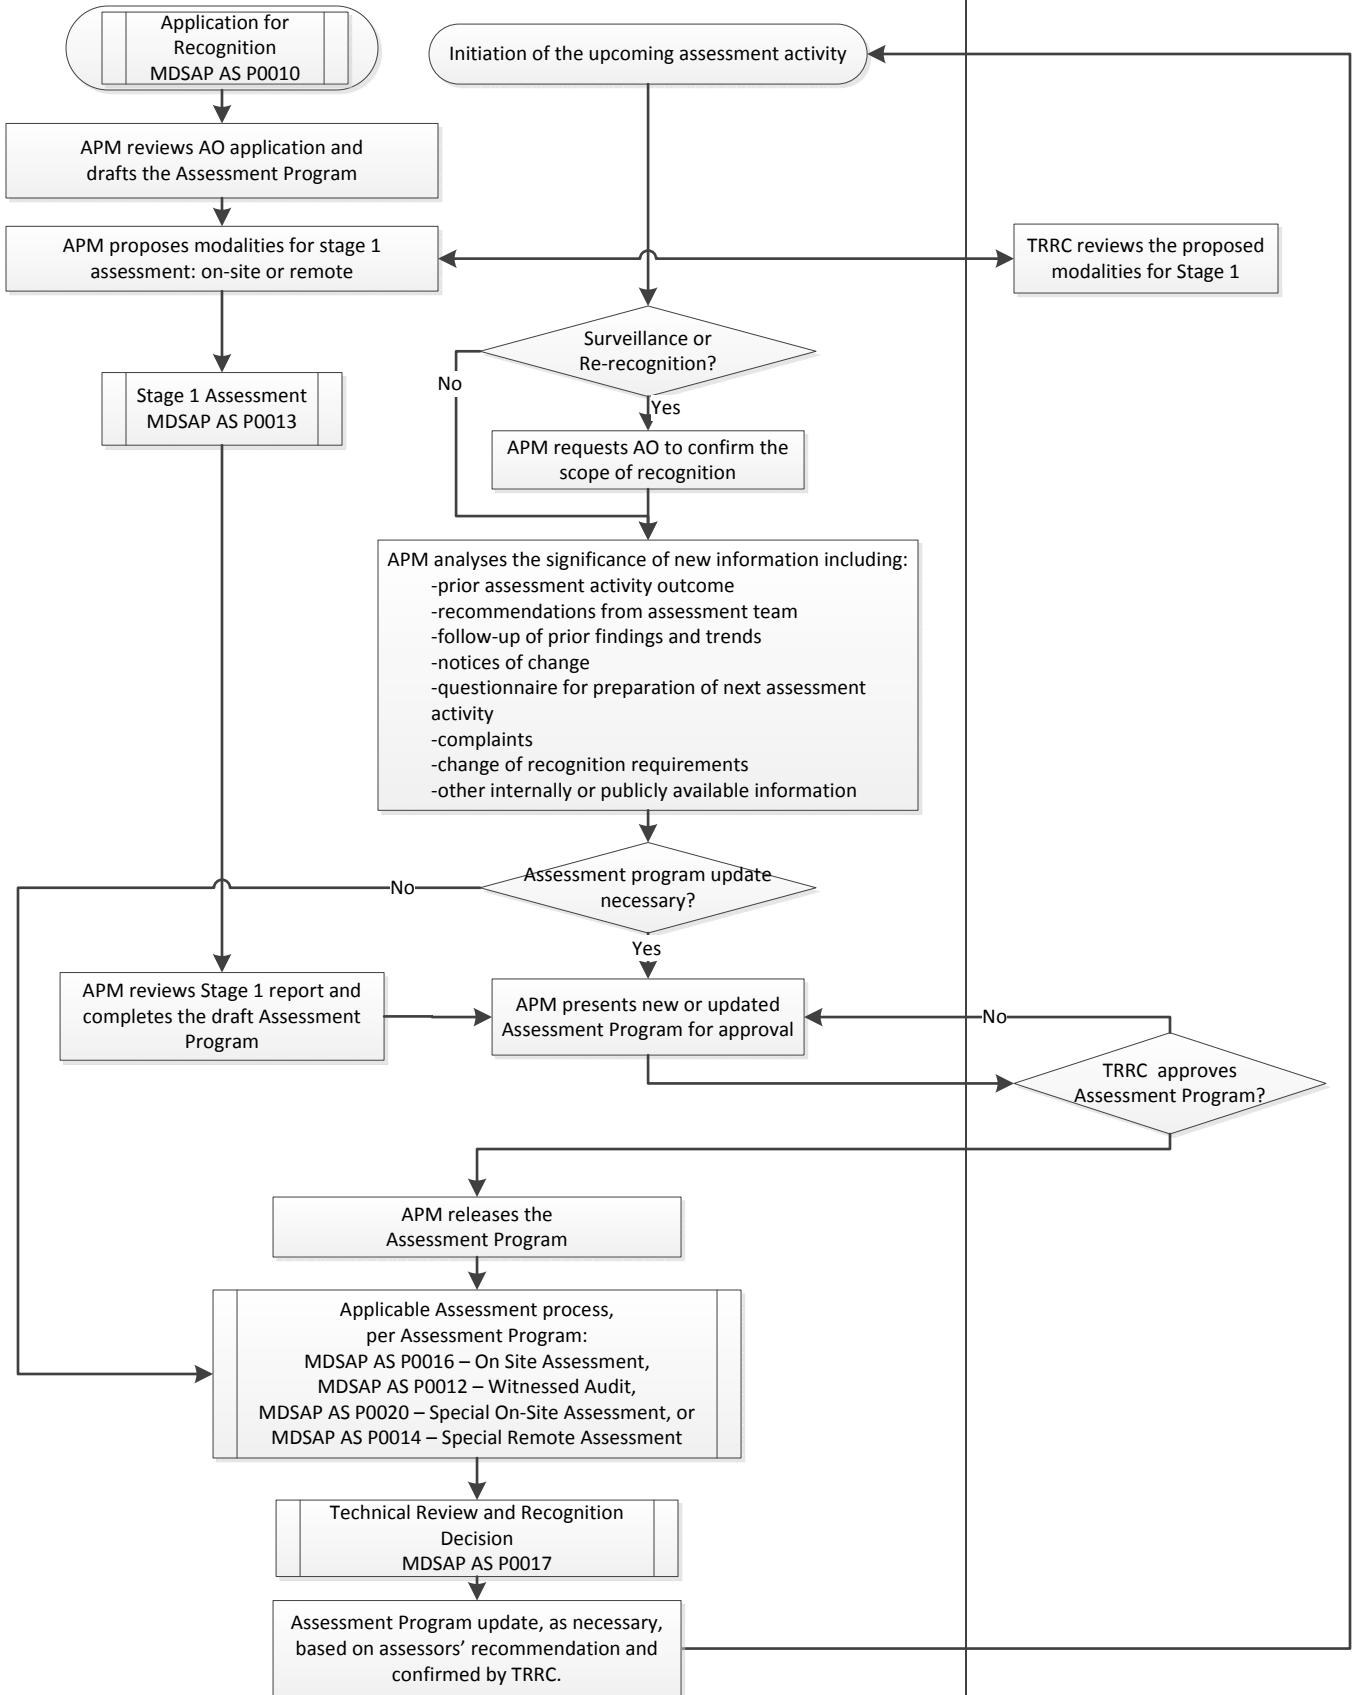 Application for
Recognition
MDSAP AS P0010
Initiation of the upcoming assessment activity
APM reviews AO application and
drafts the Assessment Program
APM proposes modalities for stage 1
assessment: on-site or remote
TRRC reviews the proposed
modalities for Stage 1
Surveillance or
Re-recognition?
No
Yes
Stage 1 Assessment
MDSAP AS P0013
APM requests AO to confirm the
scope of recognition
APM analyses the significance of new information including:
-prior assessment activity outcome
-recommendations from assessment team
-follow-up of prior findings and trends
-notices of change
-questionnaire for preparation of next assessment
activity
-complaints
-change of recognition requirements
-other internally or publicly available information
Assessment program update
necessary?
No
Yes
APM reviews Stage 1 report and
completes the draft Assessment
Program
APM presents new or updated
Assessment Program for approval
No
TRRC  approves
Assessment Program?
APM releases the
Assessment Program
Applicable Assessment process,
per Assessment Program:
MDSAP AS P0016 – On Site Assessment,
MDSAP AS P0012 – Witnessed Audit,
MDSAP AS P0020 – Special On-Site Assessment, or
MDSAP AS P0014 – Special Remote Assessment
Technical Review and Recognition
Decision
MDSAP AS P0017
Assessment Program update, as necessary,
based on assessors’ recommendation and
confirmed by TRRC.